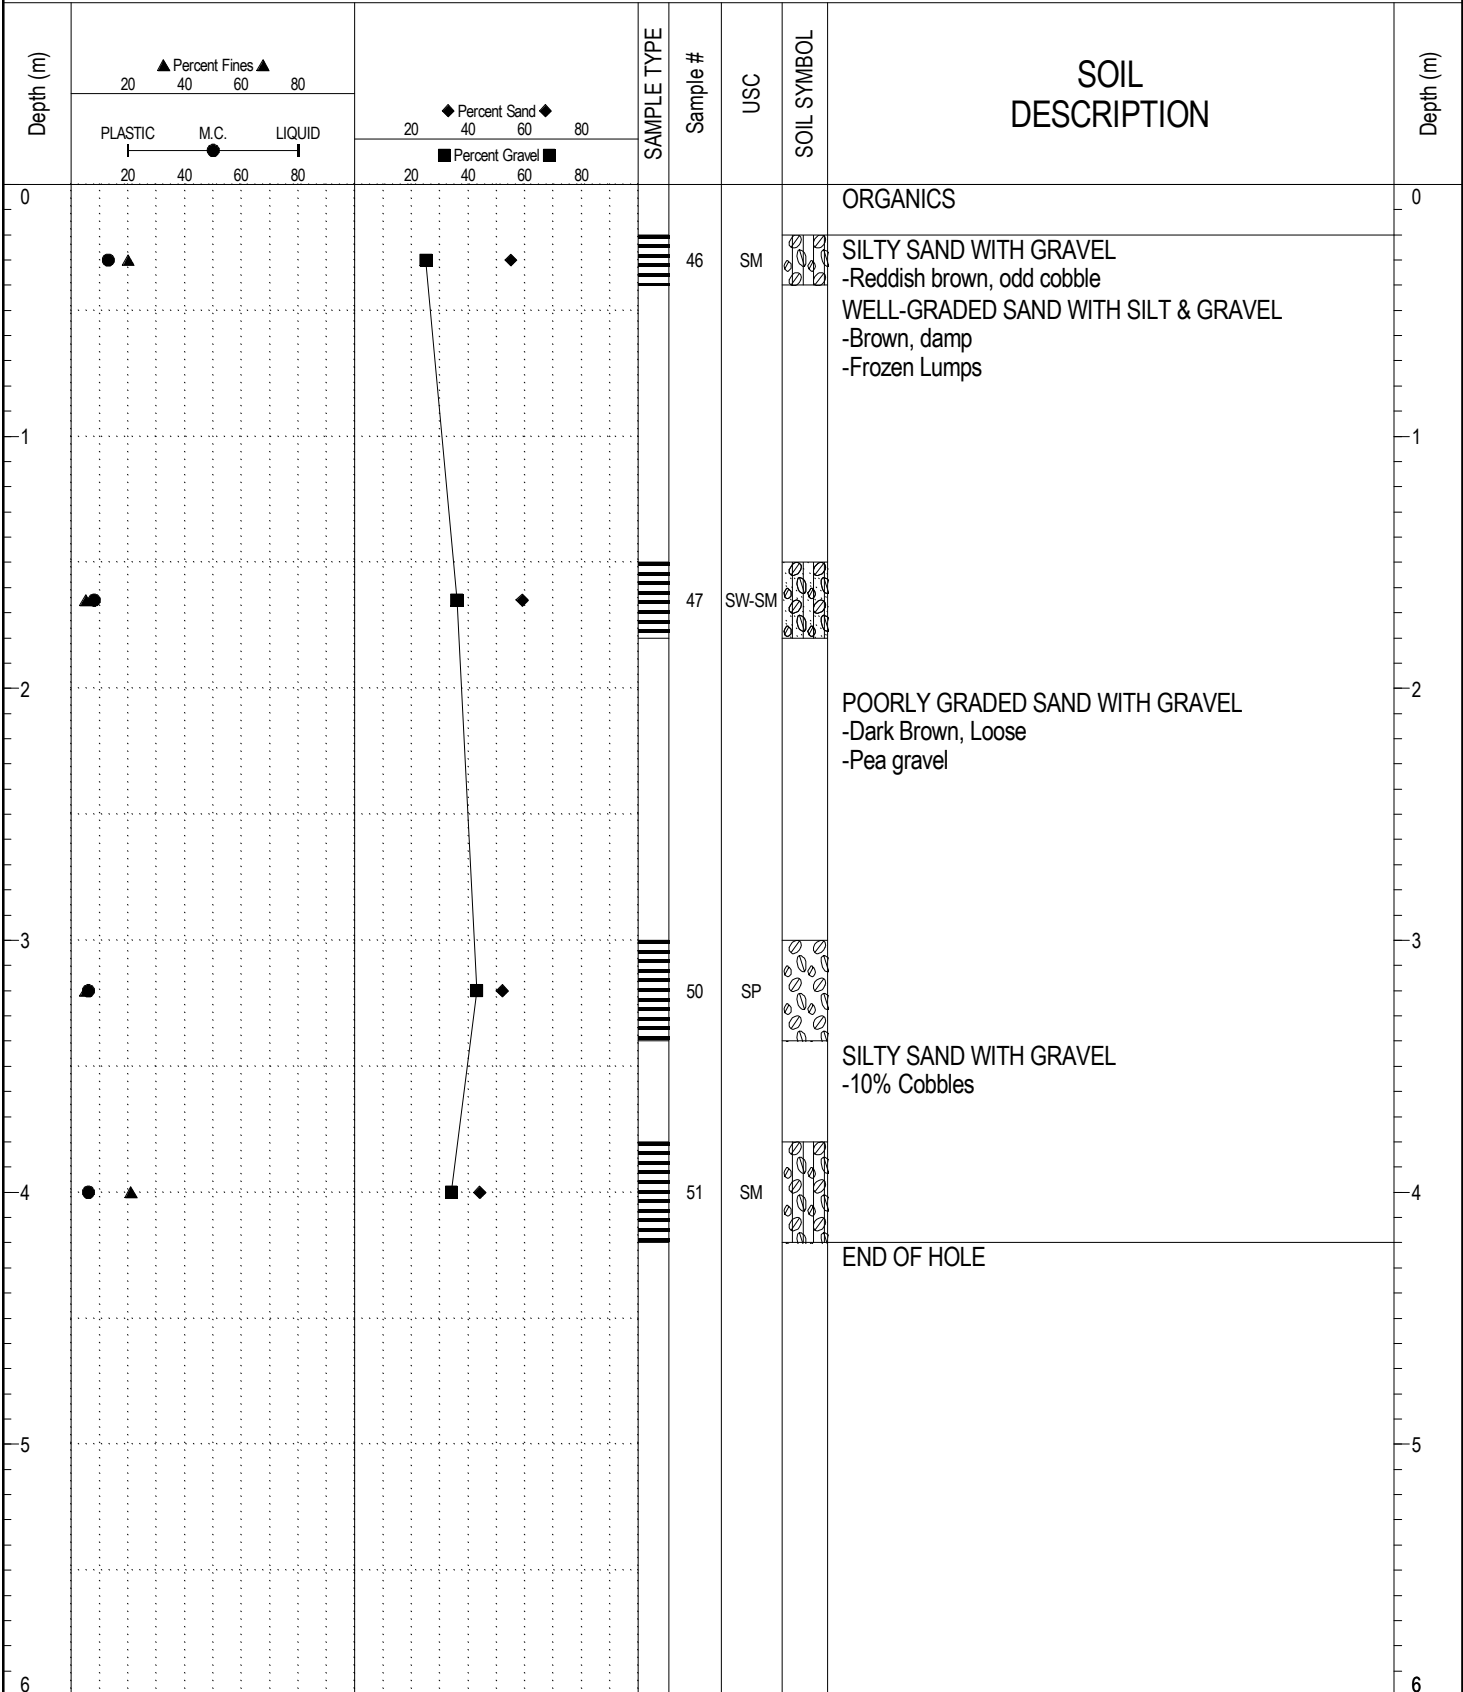 Depth (m)
▲ Percent Fines ▲
20 40 60 80
PLASTIC M.C. LIQUID
20 40 60 80
◆ Percent Sand ◆
20 40 60 80
■ Percent Gravel ■
20 40 60 80
SAMPLE TYPE
Sample #
USC
SOIL SYMBOL
SOIL
DESCRIPTION
Depth (m)
0 ORGANICS 0
46 SM SILTY SAND WITH GRAVEL
-Reddish brown, odd cobble
WELL-GRADED SAND WITH SILT & GRAVEL
-Brown, damp
-Frozen Lumps
1 1
47 SW-SM
2 2
POORLY GRADED SAND WITH GRAVEL
-Dark Brown, Loose
-Pea gravel
3 3
50 SP
SILTY SAND WITH GRAVEL
-10% Cobbles
4 51 SM 4
END OF HOLE
5 5
6 6